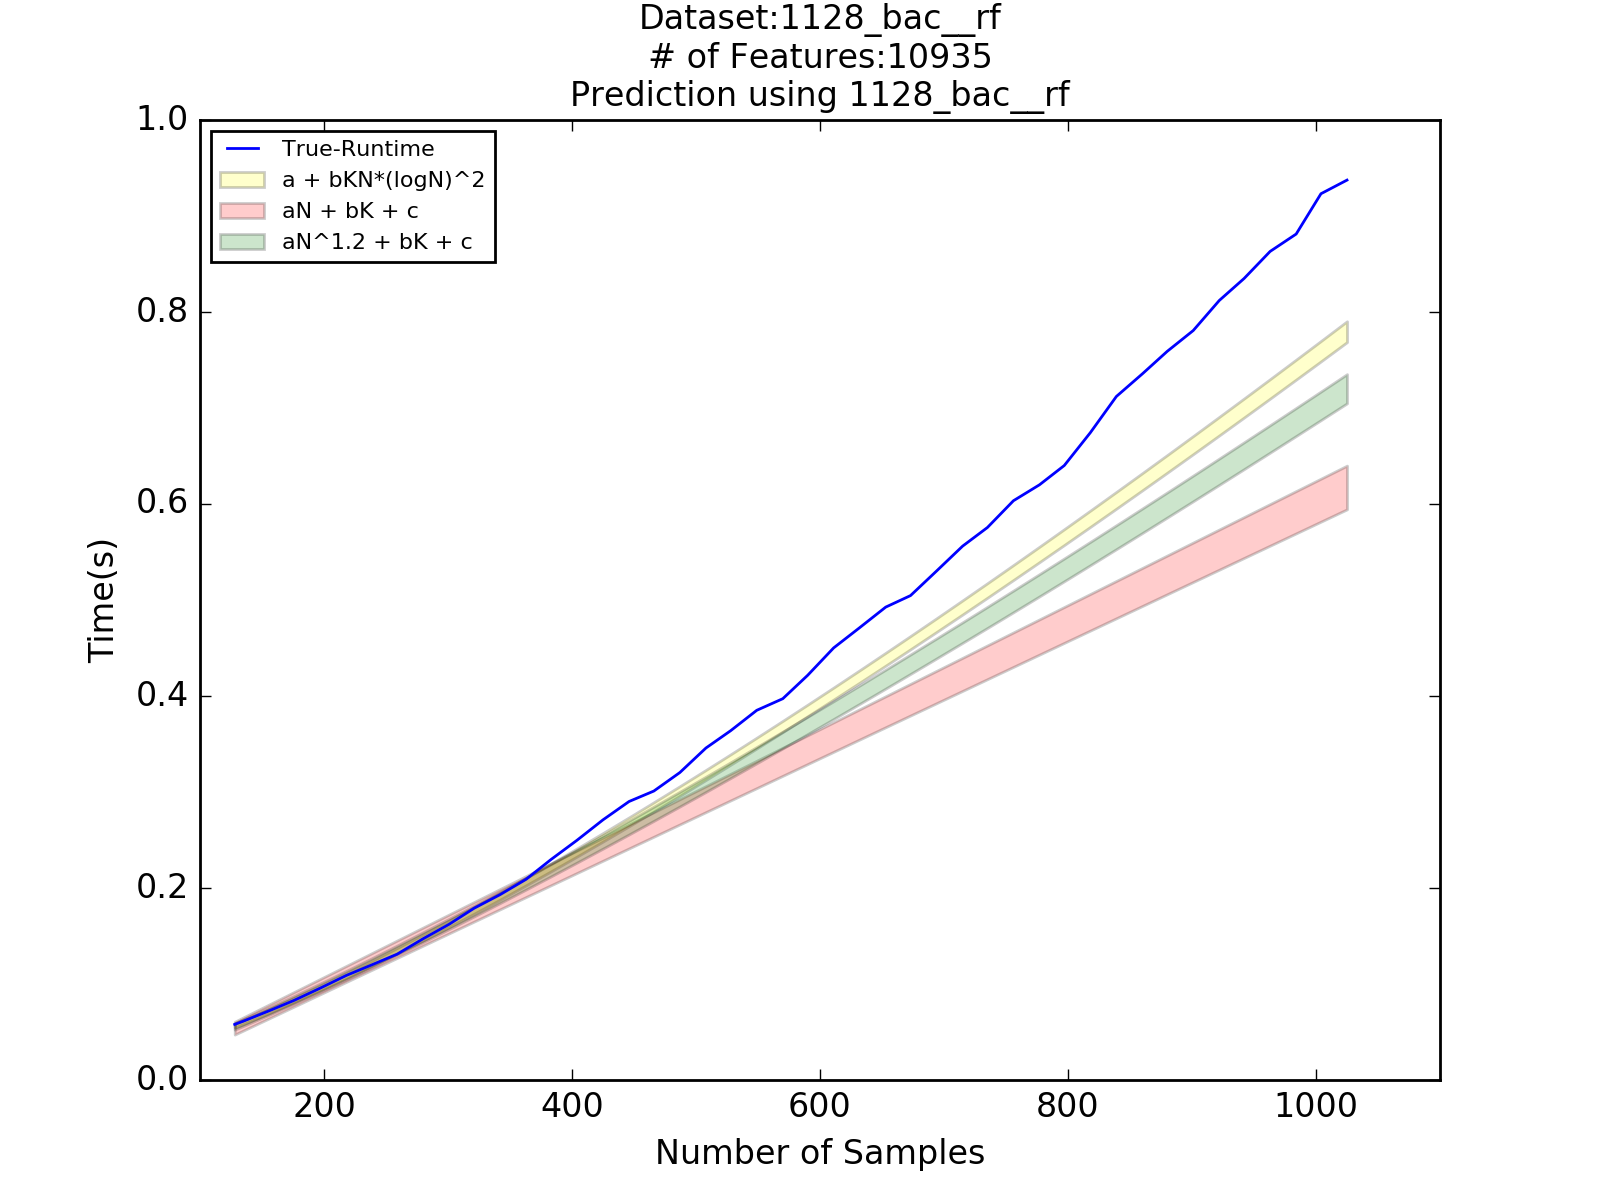 Dataset:1128_bac__rf
# of Features:10935
Prediction using 1128_bac__rf
1.0
0.8
0.6
0.4
0.2
0.0
True-Runtime
a + bKN*(logN)^2
aN + bK + c
aN^1.2 + bK + c
Time(s)
200 400 600 800 1000
Number of Samples